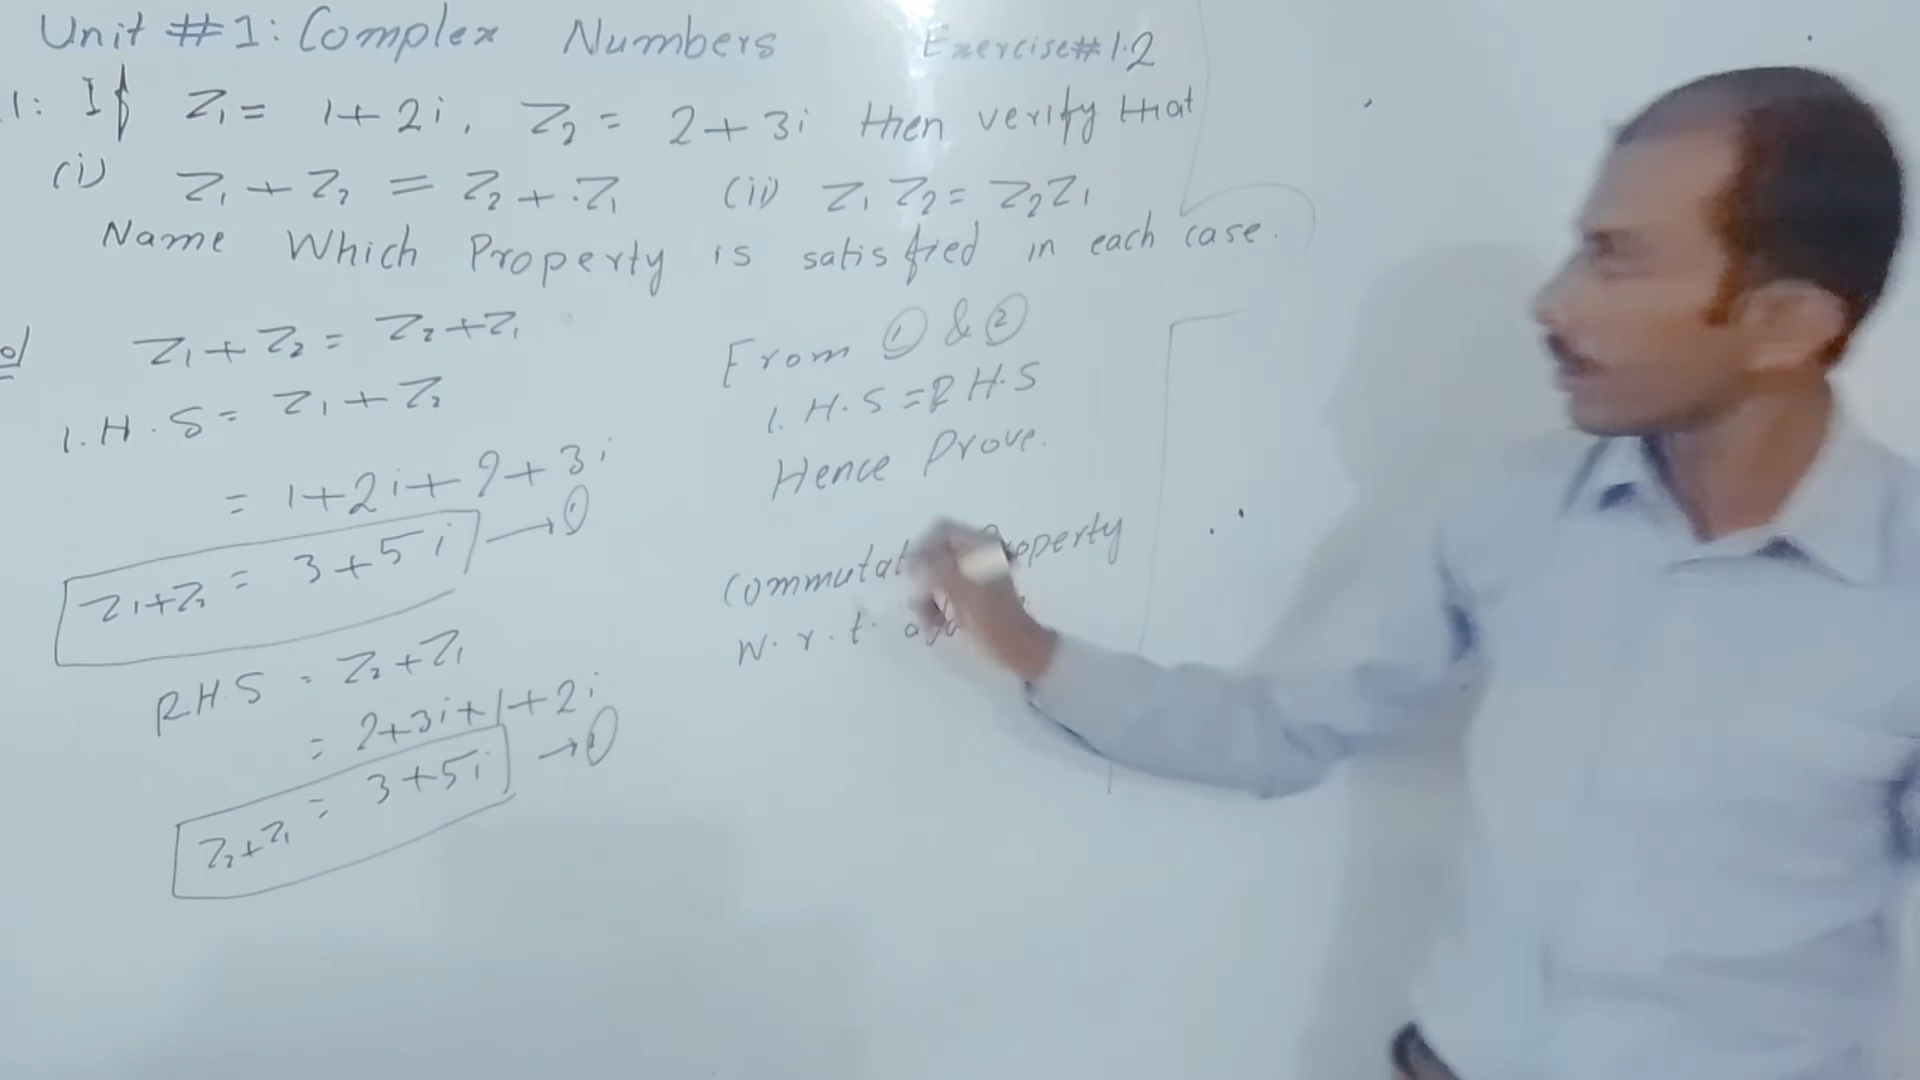 Unit #1: Complex Numbers Exercise#1.2
1: If Z₁= 1+2i, Z₂= 2+3i then verify that
(i) Z₁+Z₂=Z₂+Z₁ (ii) Z₁Z₂=Z₂Z₁
Name Which Property is satisfied in each case.
Z₁+Z₂=Z₂+Z₁
L.H.S=Z₁+Z₂
= 1+2i+2+3i
Z₁+Z₂ = 3+5i →①
R.H.S = Z₂+Z₁
= 2+3i+1+2i
Z₂+Z₁ = 3+5i
From ① & ②
L.H.S=R.H.S
Hence Prove.
w.r.t.